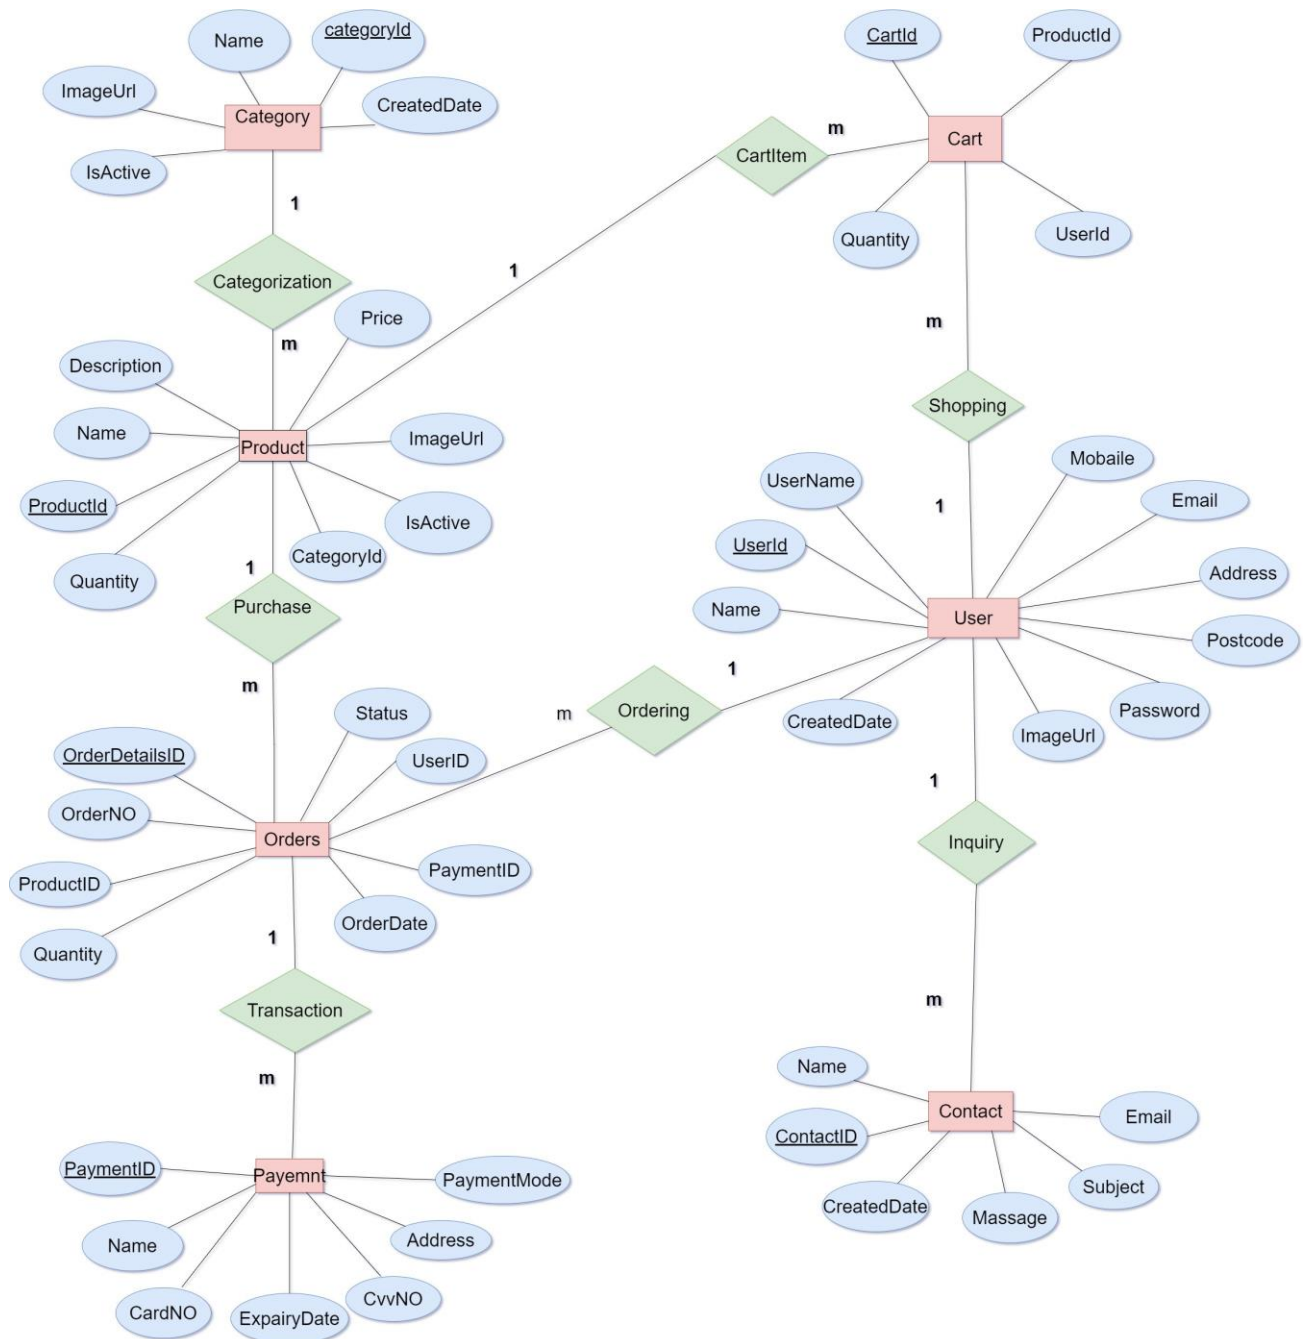 categoryId
CartId
ProductId
Name
ImageUrl
CreatedDate
Category
m
Cart
CartItem
IsActive
1
Quantity
UserId
1
Categorization
Price
m
m
Description
Shopping
Name
ImageUrl
Product
Mobaile
UserName
Email
ProductId
1
IsActive
UserId
CategoryId
1
Quantity
Address
Purchase
Name
User
Postcode
1
m
m
Ordering
Status
Password
CreatedDate
ImageUrl
OrderDetailsID
UserID
1
OrderNO
Orders
Inquiry
PaymentID
ProductID
OrderDate
1
Quantity
m
Transaction
Name
m
Contact
Email
ContactID
PaymentID
Payemnt
PaymentMode
Subject
CreatedDate
Massage
Address
Name
CvvNO
CardNO
ExpairyDate